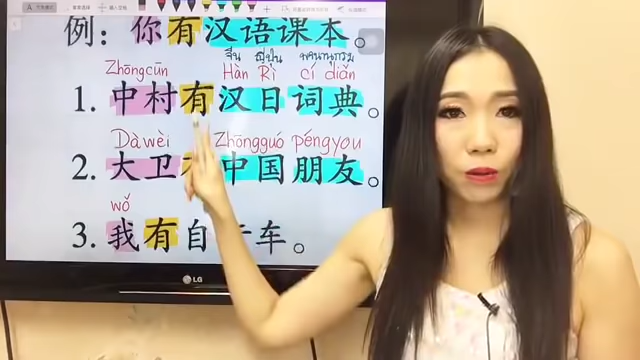 例：你有汉语课本。
จีน ญี่ปุ่น พจนานุกรม
Zhōngcūn Hàn Rì cí diǎn
1. 中村有汉日词典。
Dàwèi Zhōngguó péngyou
2. 大卫 中国朋友。
wǒ
3. 我有自 车。
LG